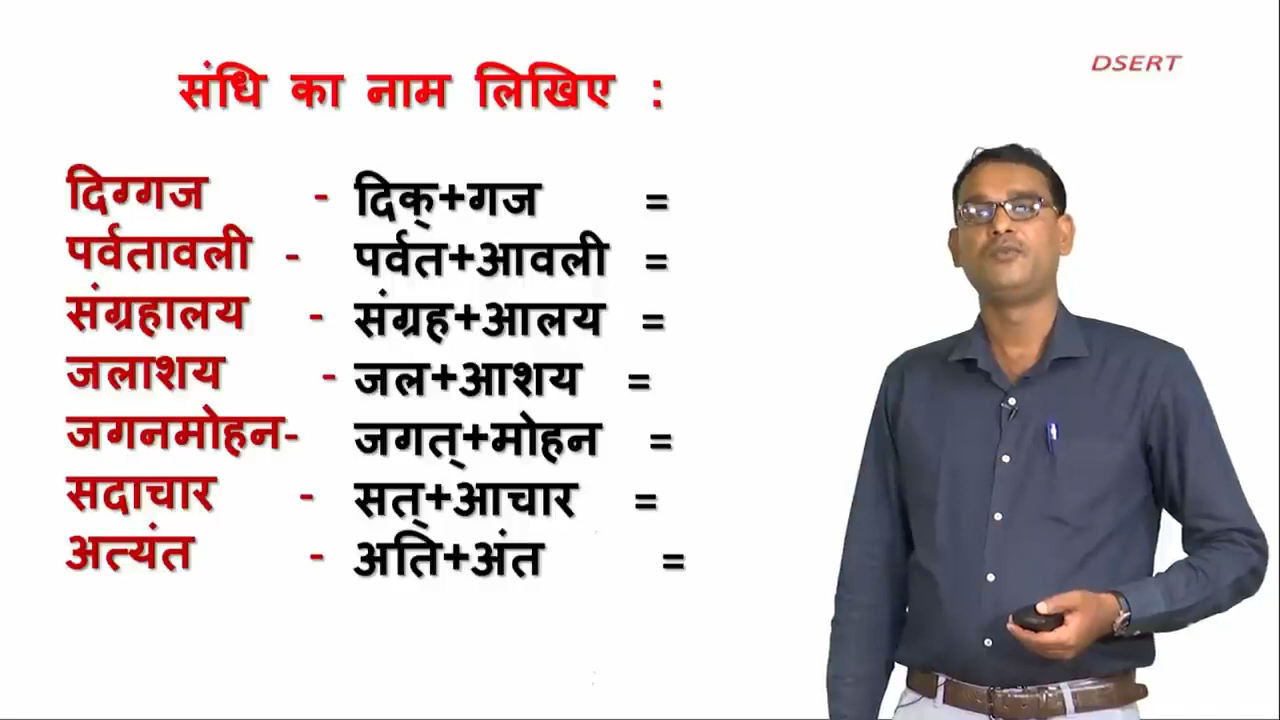 DSERT
संधि का नाम लिखिए :
दिग्गज - दिक्+गज =
पर्वतावली - पर्वत+आवली =
संग्रहालय - संग्रह+आलय =
जलाशय - जल+आशय =
जगनमोहन- जगत्+मोहन =
सदाचार - सत्+आचार =
अत्यंत - अति+अंत =